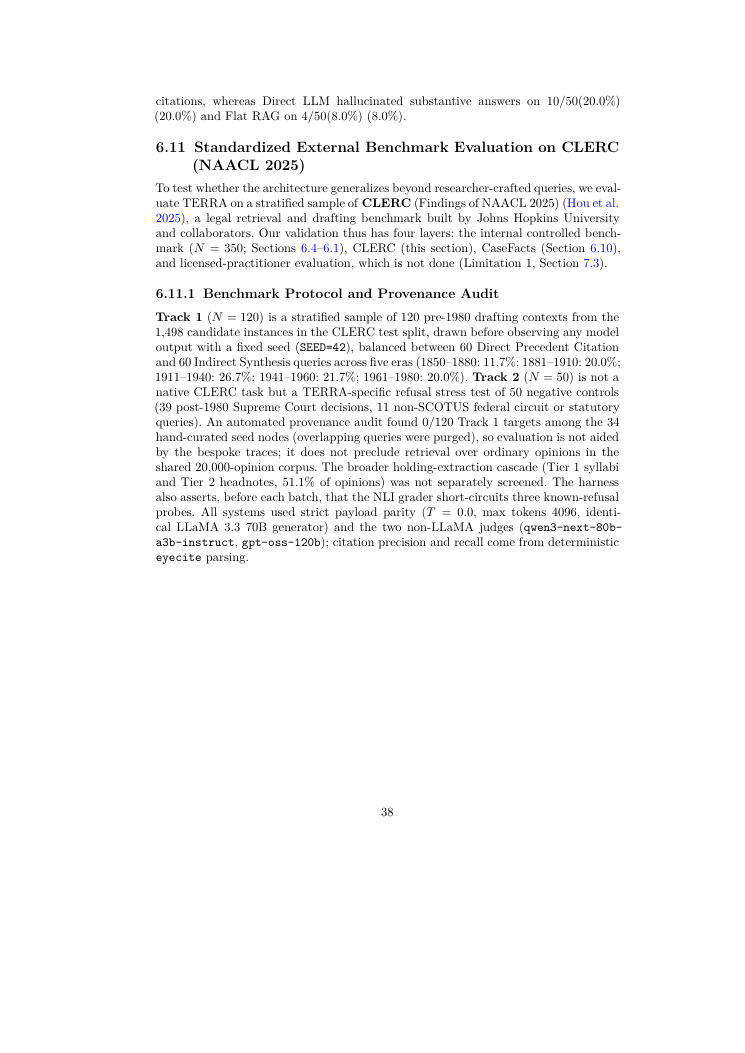 citations, whereas Direct LLM hallucinated substantive answers on 10/50(20.0%)
(20.0%) and Flat RAG on 4/50(8.0%) (8.0%).
6.11 Standardized External Benchmark Evaluation on CLERC
(NAACL 2025)
To test whether the architecture generalizes beyond researcher-crafted queries, we eval-
uate TERRA on a stratified sample of CLERC (Findings of NAACL 2025) (Hou et al.
2025), a legal retrieval and drafting benchmark built by Johns Hopkins University
and collaborators. Our validation thus has four layers: the internal controlled bench-
mark (N = 350; Sections 6.4–6.1), CLERC (this section), CaseFacts (Section 6.10),
and licensed-practitioner evaluation, which is not done (Limitation 1, Section 7.3).
6.11.1 Benchmark Protocol and Provenance Audit
Track 1 (N = 120) is a stratified sample of 120 pre-1980 drafting contexts from the
1,498 candidate instances in the CLERC test split, drawn before observing any model
output with a fixed seed (SEED=42), balanced between 60 Direct Precedent Citation
and 60 Indirect Synthesis queries across five eras (1850–1880: 11.7%; 1881–1910: 20.0%;
1911–1940: 26.7%; 1941–1960: 21.7%; 1961–1980: 20.0%). Track 2 (N = 50) is not a
native CLERC task but a TERRA-specific refusal stress test of 50 negative controls
(39 post-1980 Supreme Court decisions, 11 non-SCOTUS federal circuit or statutory
queries). An automated provenance audit found 0/120 Track 1 targets among the 34
hand-curated seed nodes (overlapping queries were purged), so evaluation is not aided
by the bespoke traces; it does not preclude retrieval over ordinary opinions in the
shared 20,000-opinion corpus. The broader holding-extraction cascade (Tier 1 syllabi
and Tier 2 headnotes, 51.1% of opinions) was not separately screened. The harness
also asserts, before each batch, that the NLI grader short-circuits three known-refusal
probes. All systems used strict payload parity (T = 0.0, max tokens 4096, identi-
cal LLaMA 3.3 70B generator) and the two non-LLaMA judges (qwen3-next-80b-
a3b-instruct, gpt-oss-120b); citation precision and recall come from deterministic
eyecite parsing.
38